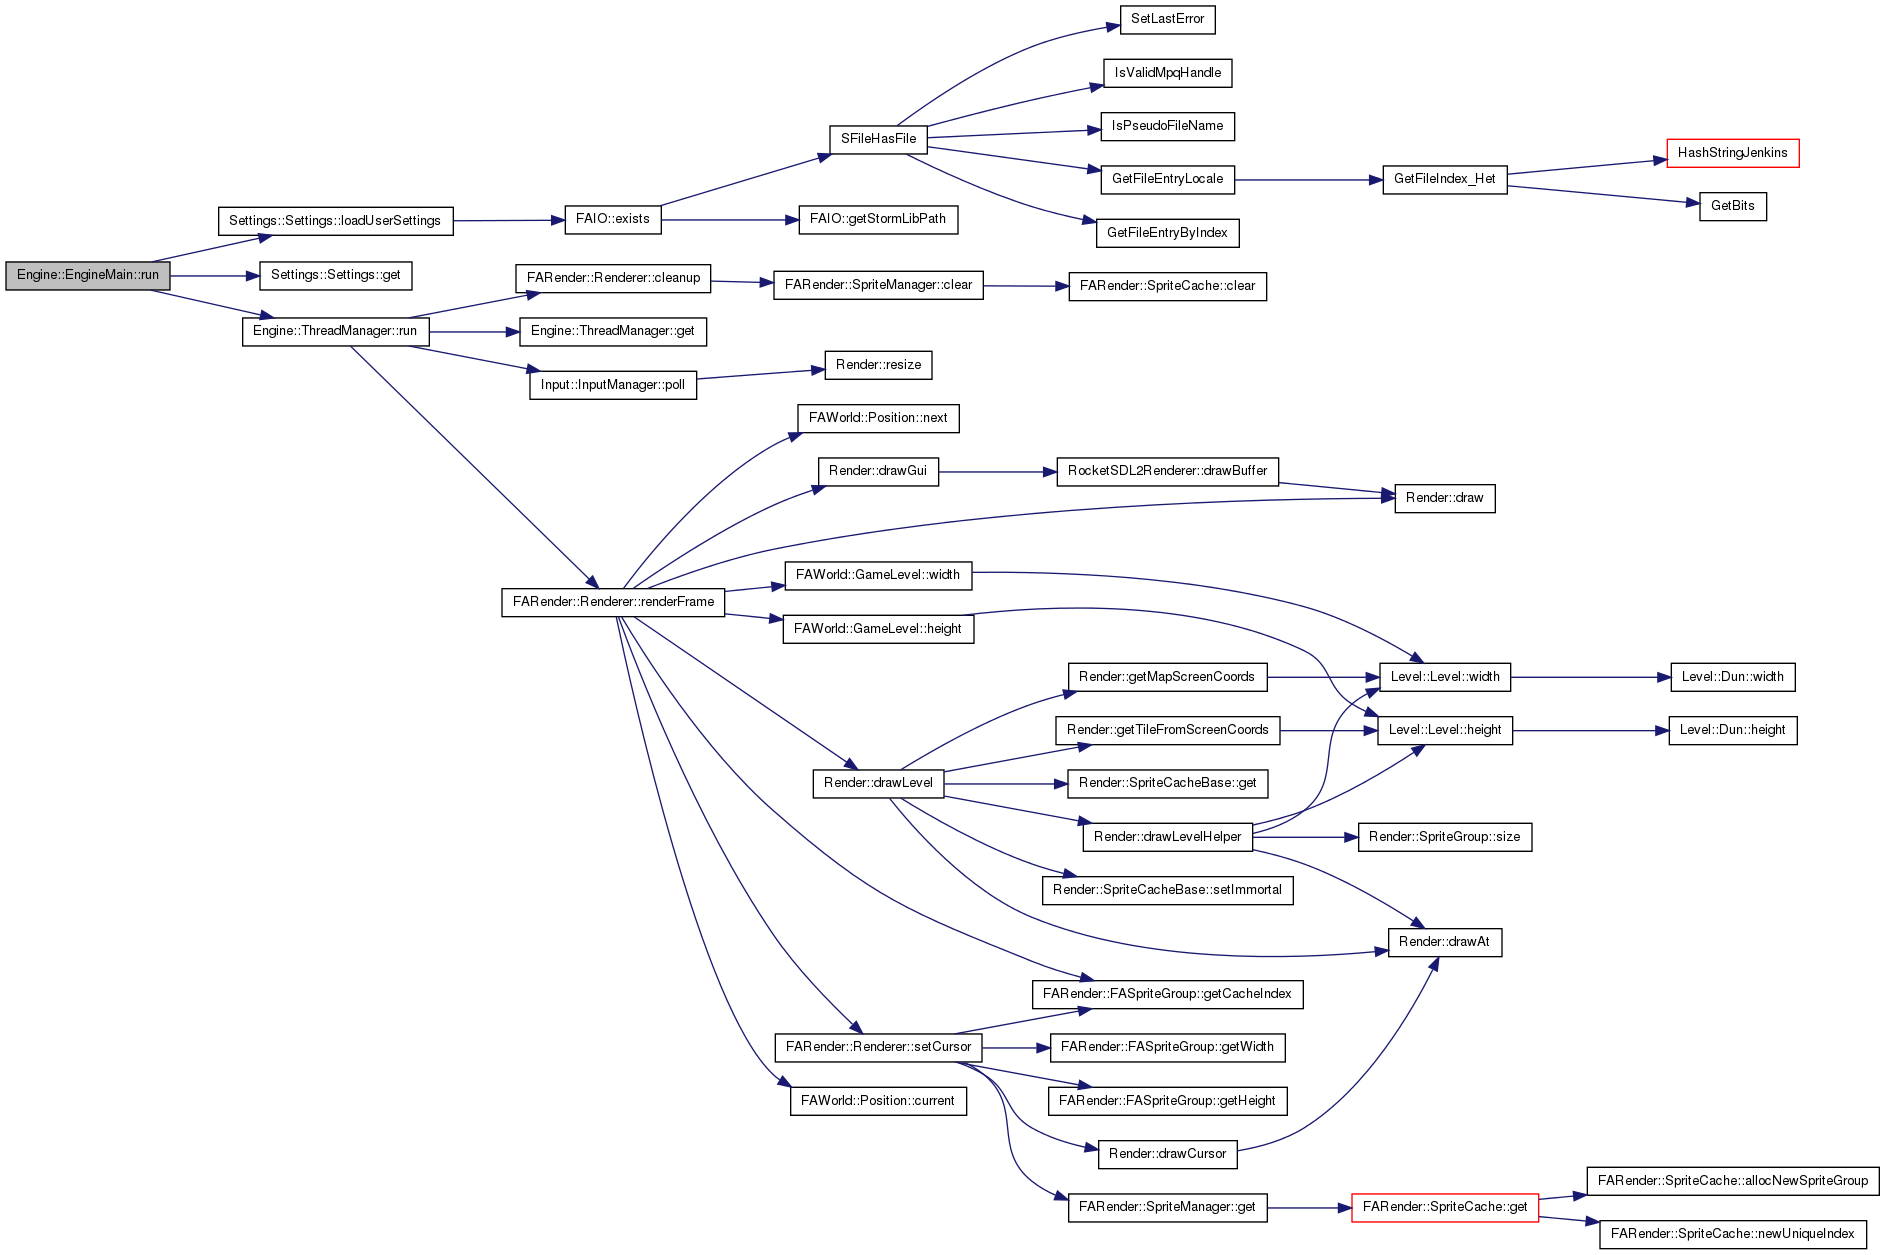 SetLastError
IsValidMpqHandle
IsPseudoFileName
SFileHasFile
HashStringJenkins
GetFileEntryLocale
GetFileIndex_Het
GetBits
Settings::Settings::loadUserSettings
FAIO::exists
FAIO::getStormLibPath
GetFileEntryByIndex
Engine::EngineMain::run
Settings::Settings::get
FARender::Renderer::cleanup
FARender::SpriteManager::clear
FARender::SpriteCache::clear
Engine::ThreadManager::run
Engine::ThreadManager::get
Input::InputManager::poll
Render::resize
FAWorld::Position::next
Render::drawGui
RocketSDL2Renderer::drawBuffer
Render::draw
FAWorld::GameLevel::width
FARender::Renderer::renderFrame
FAWorld::GameLevel::height
Render::getMapScreenCoords
Level::Level::width
Level::Dun::width
Render::getTileFromScreenCoords
Level::Level::height
Level::Dun::height
Render::drawLevel
Render::SpriteCacheBase::get
Render::drawLevelHelper
Render::SpriteGroup::size
Render::SpriteCacheBase::setImmortal
Render::drawAt
FARender::FASpriteGroup::getCacheIndex
FARender::Renderer::setCursor
FARender::FASpriteGroup::getWidth
FAWorld::Position::current
FARender::FASpriteGroup::getHeight
Render::drawCursor
FARender::SpriteManager::get
FARender::SpriteCache::get
FARender::SpriteCache::allocNewSpriteGroup
FARender::SpriteCache::newUniqueIndex